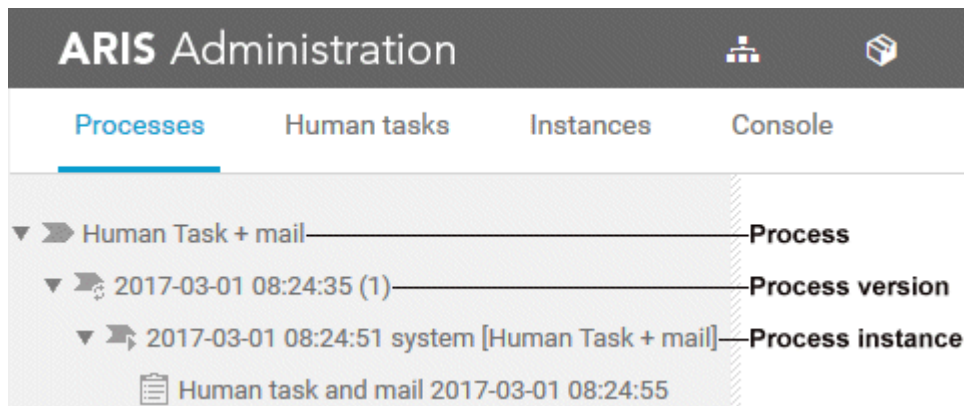 ARIS Administration
Processes Human tasks Instances Console
Human Task + mail Process
2017-03-01 08:24:35 (1) Process version
2017-03-01 08:24:51 system [Human Task + mail] Process instance
Human task and mail 2017-03-01 08:24:55